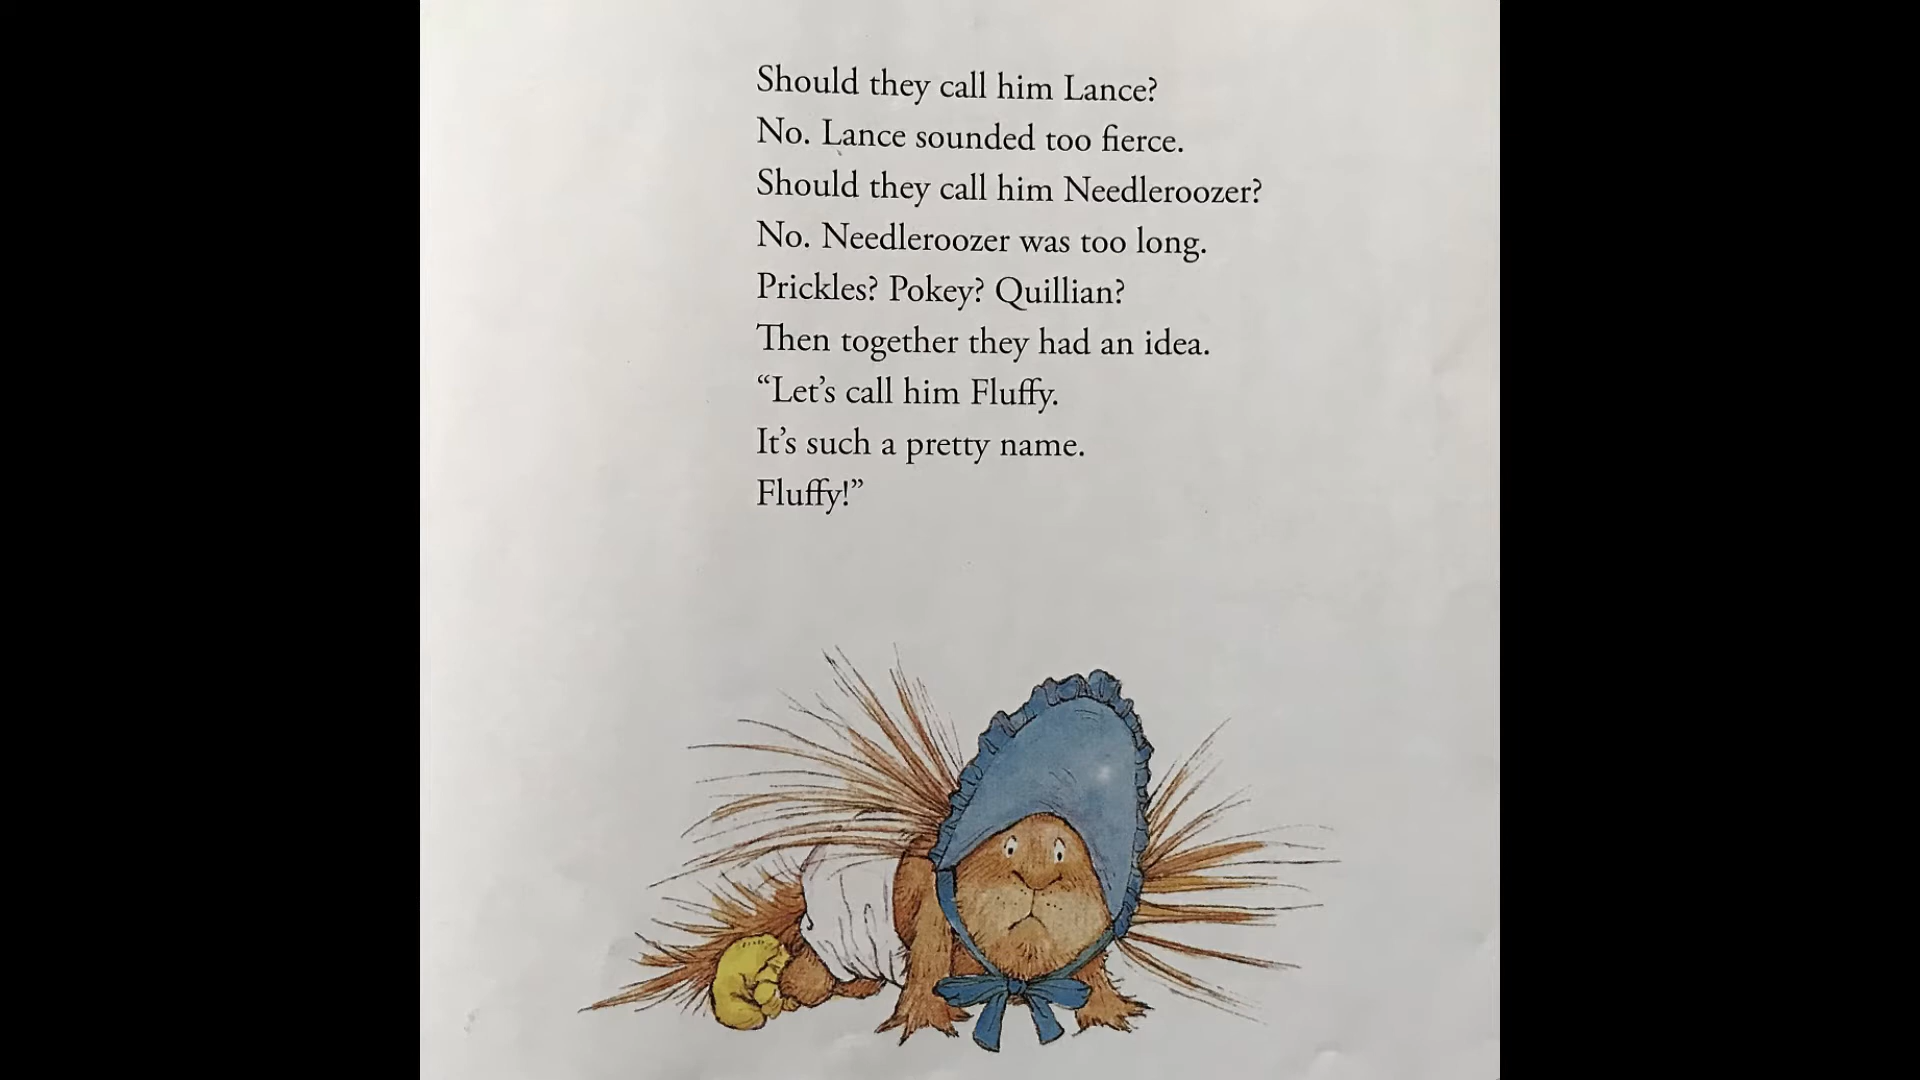 Should they call him Lance?
No. Lance sounded too fierce.
Should they call him Needleroozer?
No. Needleroozer was too long.
Prickles? Pokey? Quillian?
Then together they had an idea.
“Let’s call him Fluffy.
It’s such a pretty name.
Fluffy!”